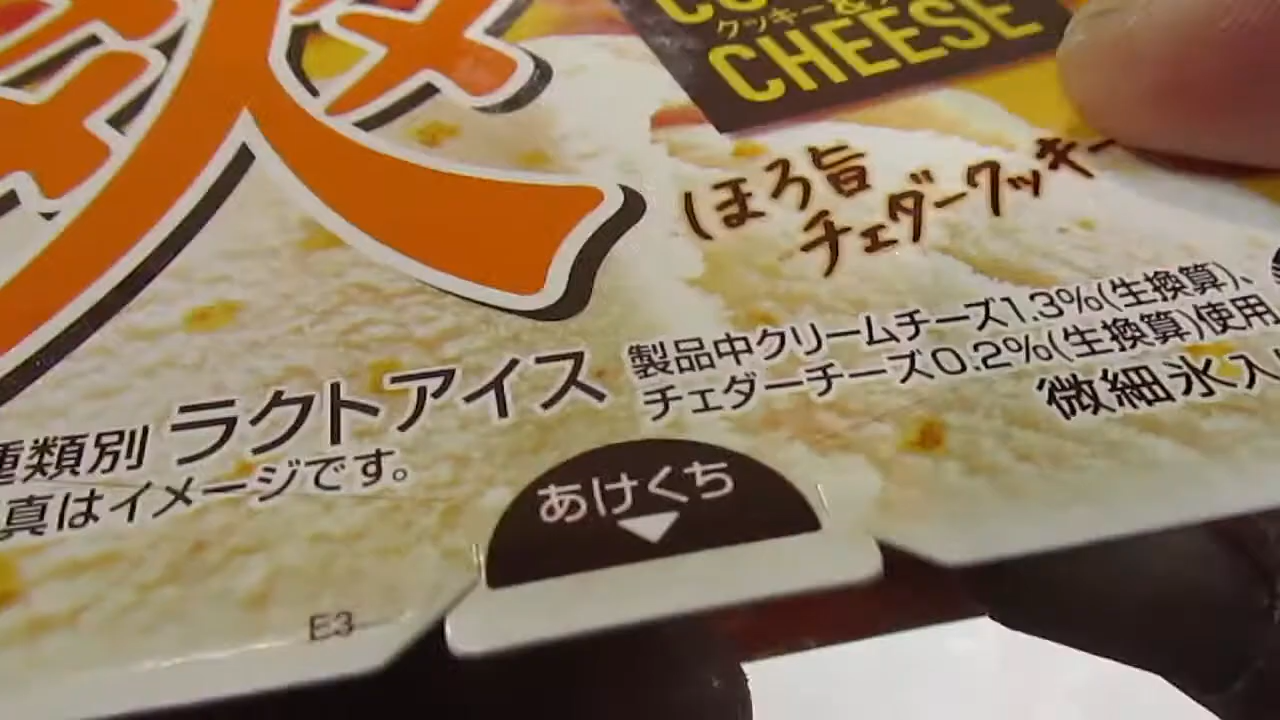 爽
クッキー&
CHEESE
ほろ旨
チェダークッキー
製品中クリームチーズ1.3%(生換算)、
チェダーチーズ0.2%(生換算)使用
微細氷入
種類別 ラクトアイス
真はイメージです。
あけくち
E3